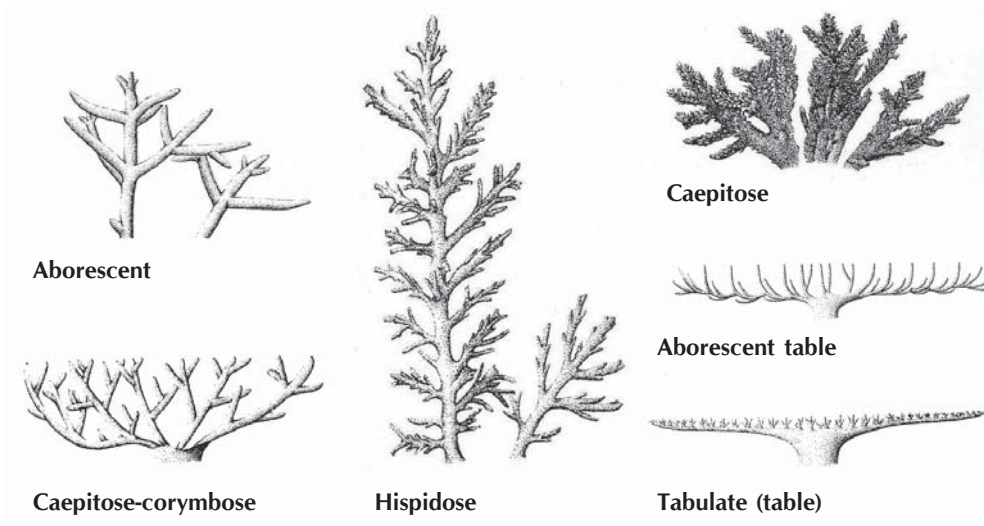 Aborescent
Caepitose-corymbose
Hispidose
Caepitose
Aborescent table
Tabulate (table)